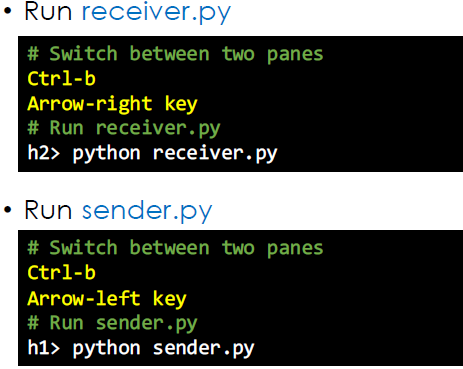 • Run receiver.py
# Switch between two panes
Ctrl-b
Arrow-right key
# Run receiver.py
h2> python receiver.py
• Run sender.py
# Switch between two panes
Ctrl-b
Arrow-left key
# Run sender.py
h1> python sender.py